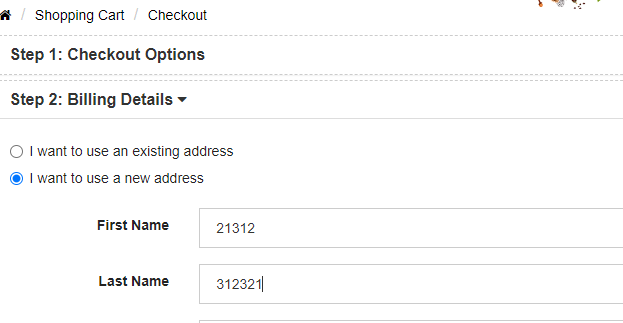 / Shopping Cart / Checkout
Step 1: Checkout Options
Step 2: Billing Details
I want to use an existing address
I want to use a new address
First Name 21312
Last Name 312321